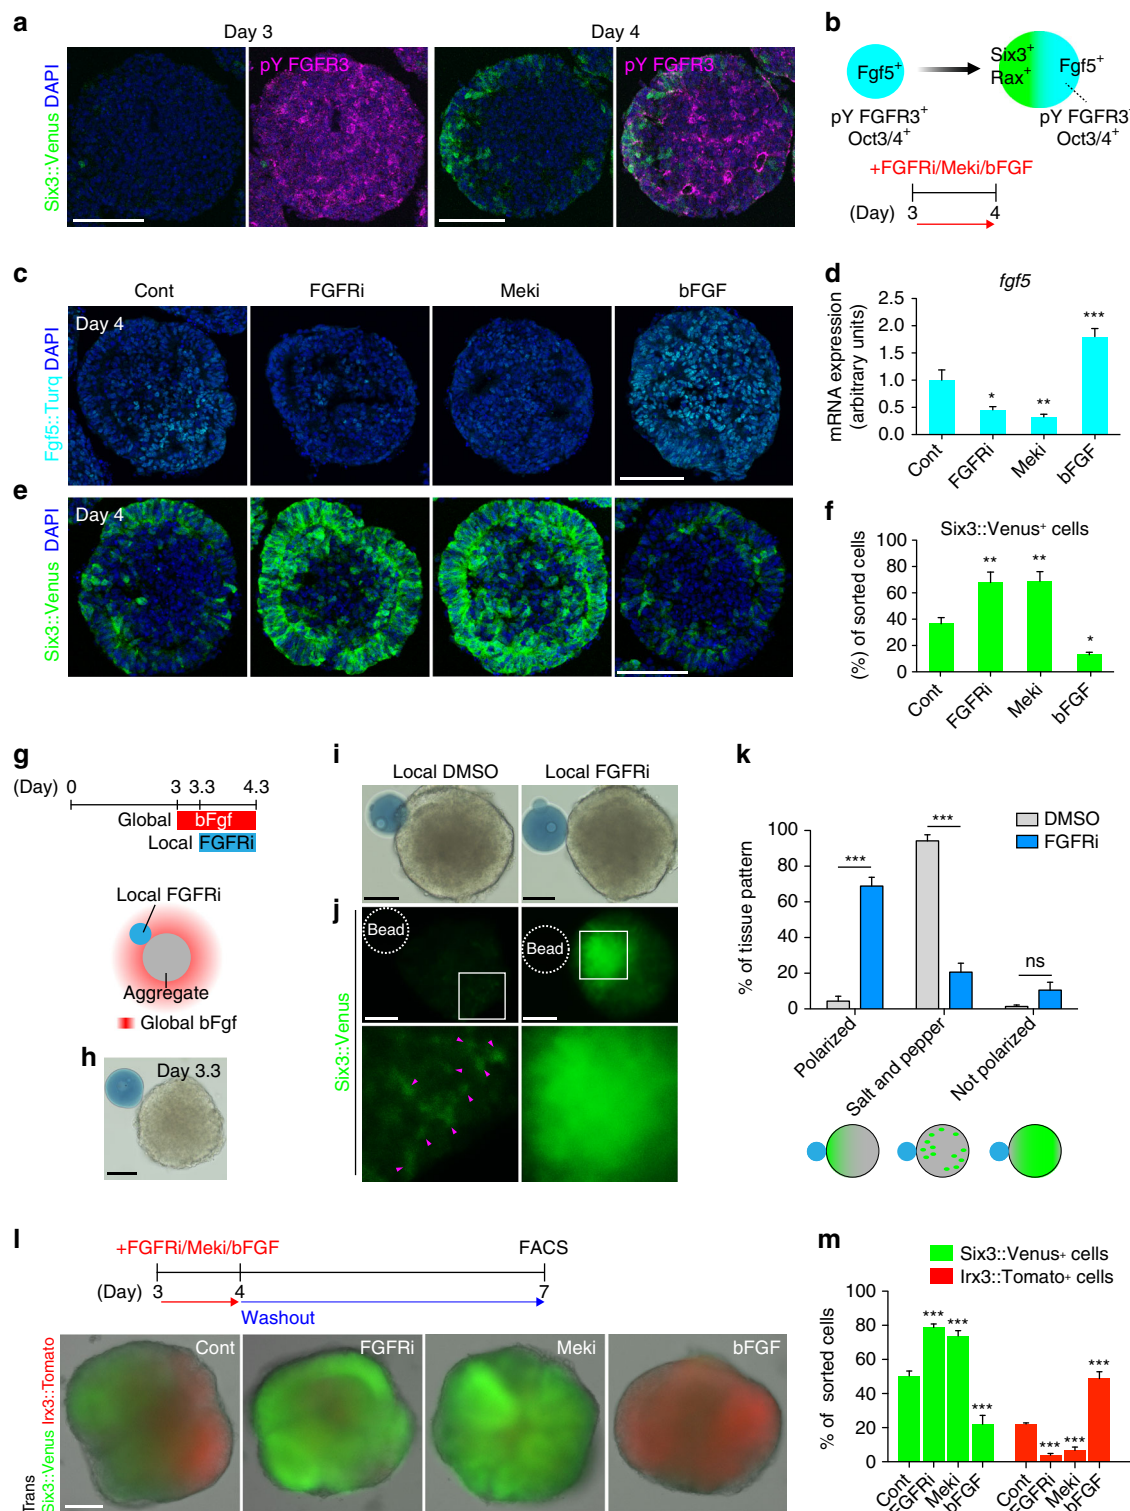 a
Day 3
Day 4
Six3::Venus DAPI
pY FGFR3
pY FGFR3
b
Fgf5+
Six3+
Rax+
Fgf5+
pY FGFR3+
Oct3/4+
pY FGFR3+
Oct3/4+
+FGFRi/Meki/bFGF
(Day) 3 4
c
Cont FGFRi Meki bFGF
Fgf5::Turq DAPI
Day 4
d
fgf5
mRNA expression
(arbitrary units)
2.5
2.0
1.5
1.0
0.5
0.0
* ** ***
Cont FGFRi Meki bFGF
e
Six3::Venus DAPI
Day 4
f
Six3::Venus+ cells
(%) of sorted cells
100
80
60
40
20
0
** ** *
Cont FGFRi Meki bFGF
g
(Day) 0 3 3.3 4.3
Global bFgf
Local FGFRi
Local FGFRi
Aggregate
Global bFgf
h
Day 3.3
i
Local DMSO Local FGFRi
j
Six3::Venus
Bead
Bead
k
DMSO
FGFRi
% of tissue pattern
100
80
60
40
20
0
*** *** ns
Polarized Salt and pepper Not polarized
l
+FGFRi/Meki/bFGF
FACS
(Day) 3 4 7
Washout
Trans
Six3::Venus Irx3::Tomato
Cont FGFRi Meki bFGF
m
Six3::Venus+ cells
Irx3::Tomato+ cells
% of sorted cells
100
80
60
40
20
0
*** *** *** *** *** ***
Cont FGFRi Meki bFGF Cont FGFRi Meki bFGF